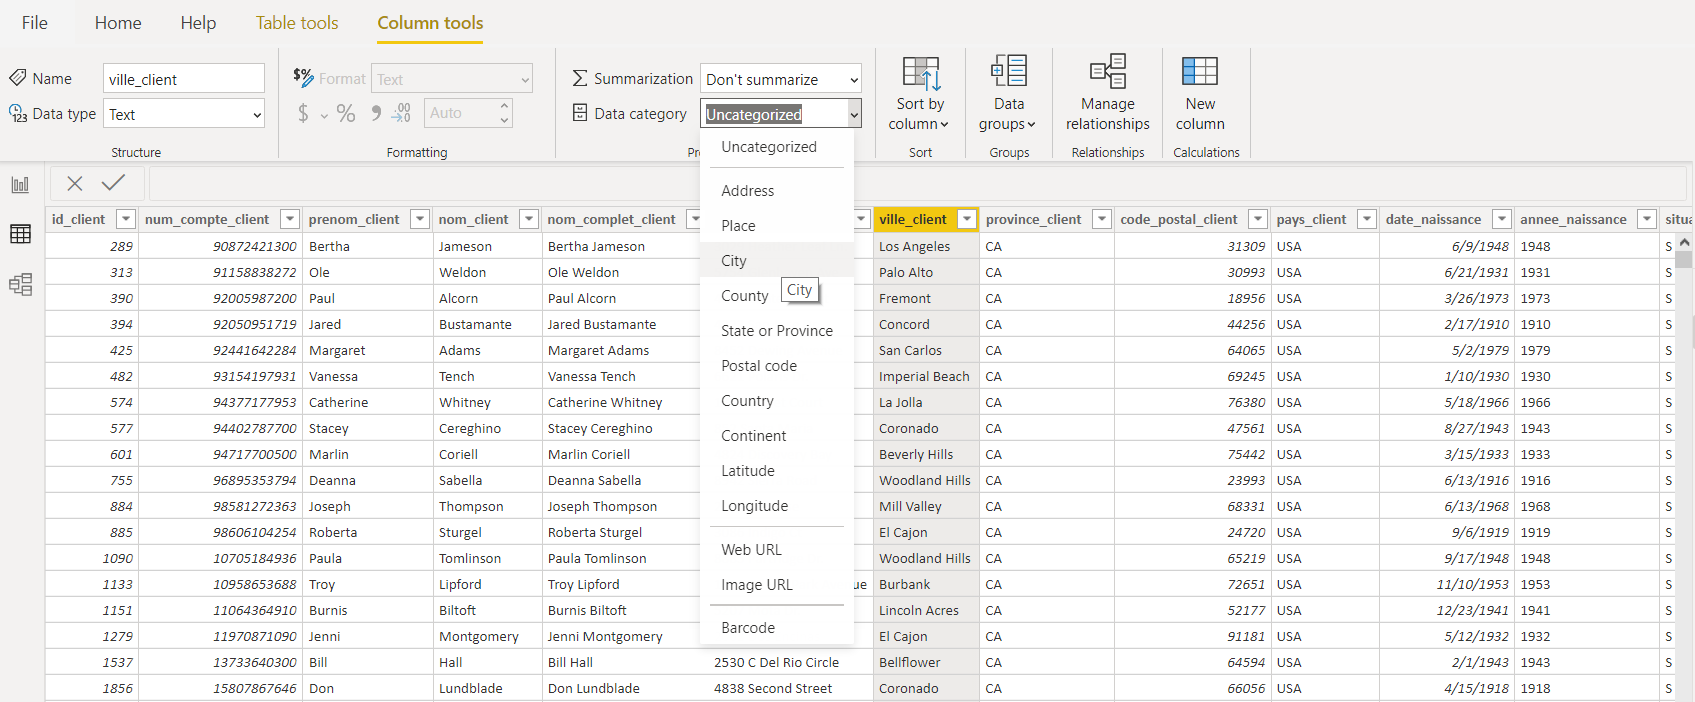 File Home Help Table tools Column tools
Name ville_client $% Format Text Summarization Don't summarize
Data type Text $ % .00 Auto Data category Uncategorized
Sort by column Data groups Manage relationships New column
Structure Formatting Pr Sort Groups Relationships Calculations
Uncategorized
Address
Place
City
City
County
State or Province
Postal code
Country
Continent
Latitude
Longitude
Web URL
Image URL
Barcode
id_client num_compte_client prenom_client nom_client nom_complet_client ville_client province_client code_postal_client pays_client date_naissance annee_naissance situa
289 90872421300 Bertha Jameson Bertha Jameson Los Angeles CA 31309 USA 6/9/1948 1948 S
313 91158838272 Ole Weldon Ole Weldon Palo Alto CA 30993 USA 6/21/1931 1931 S
390 92005987200 Paul Alcorn Paul Alcorn Fremont CA 18956 USA 3/26/1973 1973 S
394 92050951719 Jared Bustamante Jared Bustamante Concord CA 44256 USA 2/17/1910 1910 S
425 92441642284 Margaret Adams Margaret Adams San Carlos CA 64065 USA 5/2/1979 1979 S
482 93154197931 Vanessa Tench Vanessa Tench Imperial Beach CA 69245 USA 1/10/1930 1930 S
574 94377177953 Catherine Whitney Catherine Whitney La Jolla CA 76380 USA 5/18/1966 1966 S
577 94402787700 Stacey Cereghino Stacey Cereghino Coronado CA 47561 USA 8/27/1943 1943 S
601 94717700500 Marlin Coriell Marlin Coriell Beverly Hills CA 75442 USA 3/15/1933 1933 S
755 96895353794 Deanna Sabella Deanna Sabella Woodland Hills CA 23993 USA 6/13/1916 1916 S
884 98581272363 Joseph Thompson Joseph Thompson Mill Valley CA 68331 USA 6/13/1968 1968 S
885 98606104254 Roberta Sturgel Roberta Sturgel El Cajon CA 24720 USA 9/6/1919 1919 S
1090 10705184936 Paula Tomlinson Paula Tomlinson Woodland Hills CA 65219 USA 9/17/1948 1948 S
1133 10958653688 Troy Lipford Troy Lipford ue Burbank CA 72651 USA 11/10/1953 1953 S
1151 11064364910 Burnis Biltoft Burnis Biltoft Lincoln Acres CA 52177 USA 12/23/1941 1941 S
1279 11970871090 Jenni Montgomery Jenni Montgomery El Cajon CA 91181 USA 5/12/1932 1932 S
1537 13733640300 Bill Hall Bill Hall 2530 C Del Rio Circle Bellflower CA 64594 USA 2/1/1943 1943 S
1856 15807867646 Don Lundblade Don Lundblade 4838 Second Street Coronado CA 66056 USA 4/15/1918 1918 S